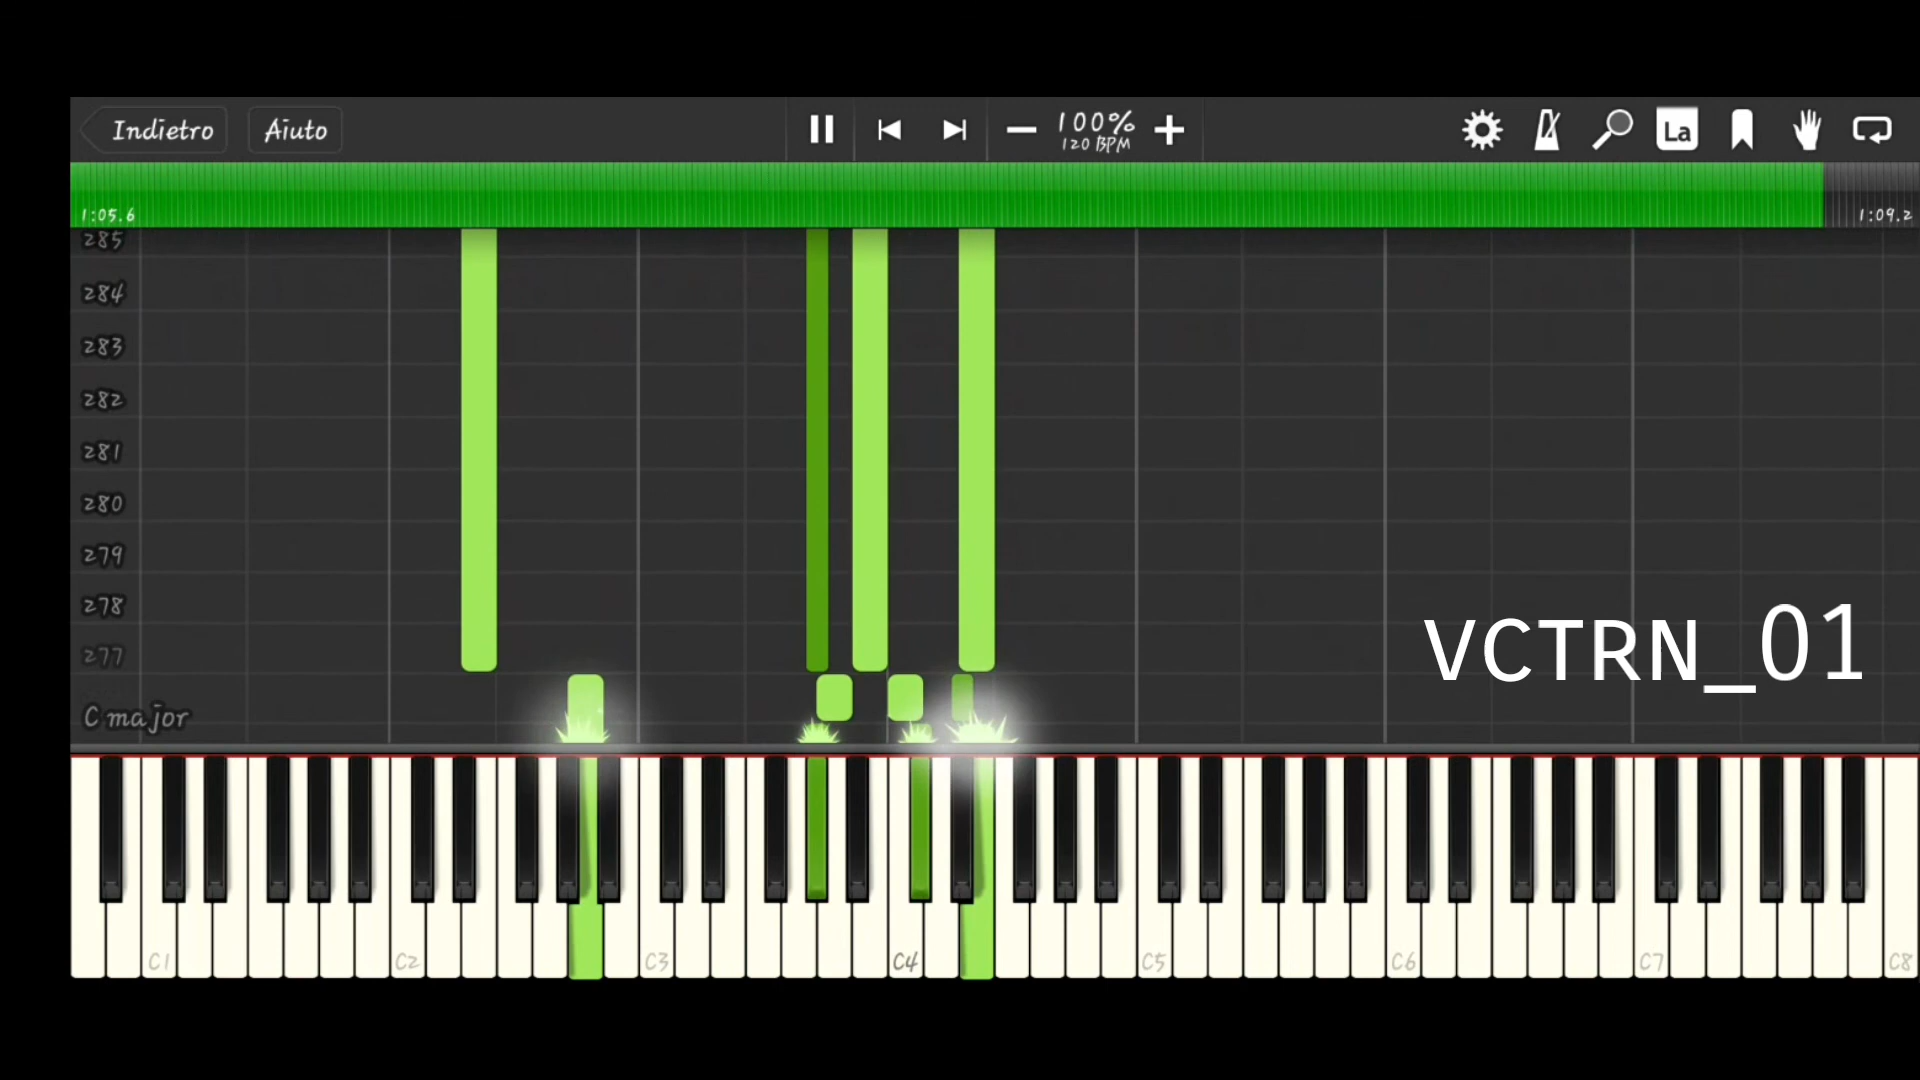 Indietro Aiuto 100%
120 BPM
La
1:05.6 1:09.2
285
284
283
282
281
280
279
278
277
VCTRN_01
C major
C1 C2 C3 C4 C5 C6 C7 C8